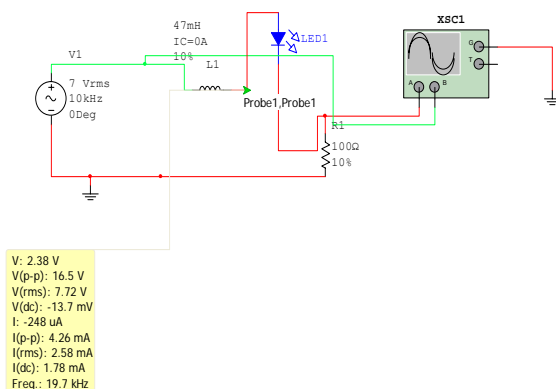 XSC1
47mH
IC=0A
10%
L1
LED1
V1
7 Vrms
10kHz
0Deg
Probe1,Probe1
G
T
A
B
R1
100Ω
10%
V: 2.38 V
V(p-p): 16.5 V
V(rms): 7.72 V
V(dc): -13.7 mV
I: -248 uA
I(p-p): 4.26 mA
I(rms): 2.58 mA
I(dc): 1.78 mA
Freq.: 19.7 kHz